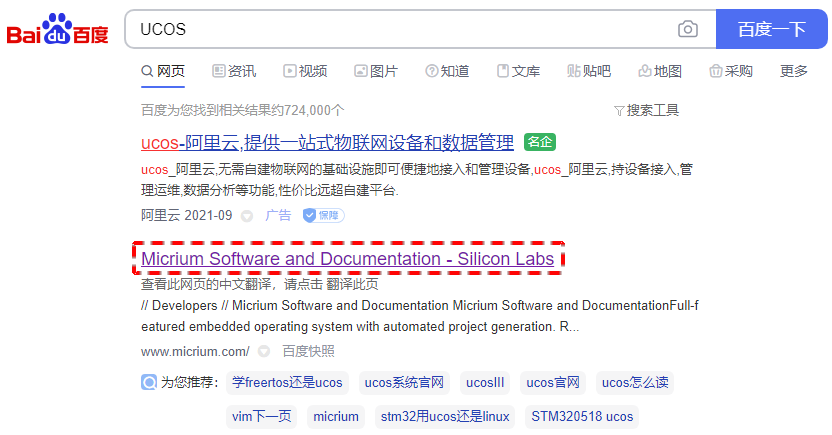 Bai du 百度 UCOS 百度一下
网页 资讯 视频 图片 知道 文库 贴吧 地图 采购 更多
百度为您找到相关结果约724,000个 搜索工具
ucos-阿里云,提供一站式物联网设备和数据管理 名企
ucos_阿里云,无需自建物联网的基础设施即可便捷地接入和管理设备,ucos_阿里云,持设备接入,管
理运维,数据分析等功能,性价比远超自建平台.
阿里云 2021-09 广告 保障
Micrium Software and Documentation - Silicon Labs
查看此网页的中文翻译，请点击 翻译此页
// Developers // Micrium Software and Documentation Micrium Software and DocumentationFull-f
eatured embedded operating system with automated project generation. R...
www.micrium.com/ 百度快照
为您推荐： 学freertos还是ucos ucos系统官网 ucosIII ucos官网 ucos怎么读
vim下一页 micrium stm32用ucos还是linux STM320518 ucos